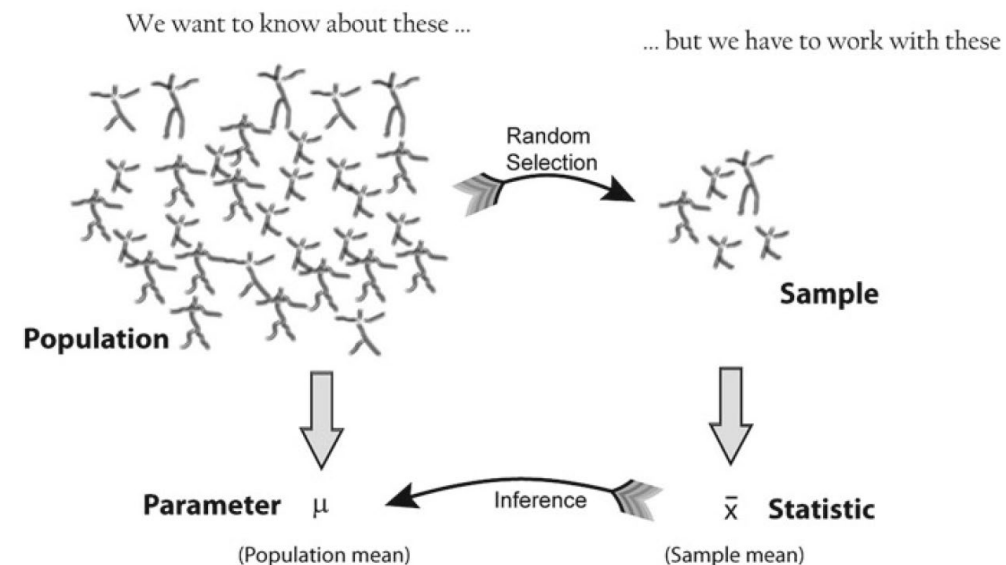 We want to know about these ...
... but we have to work with these
Random
Selection
Sample
Population
Inference
Parameter μ
x̄ Statistic
(Population mean)
(Sample mean)